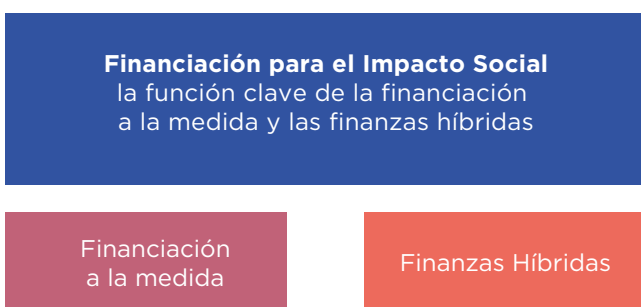 Financiación para el Impacto Social
la función clave de la financiación
a la medida y las finanzas híbridas
Financiación
a la medida
Finanzas Híbridas